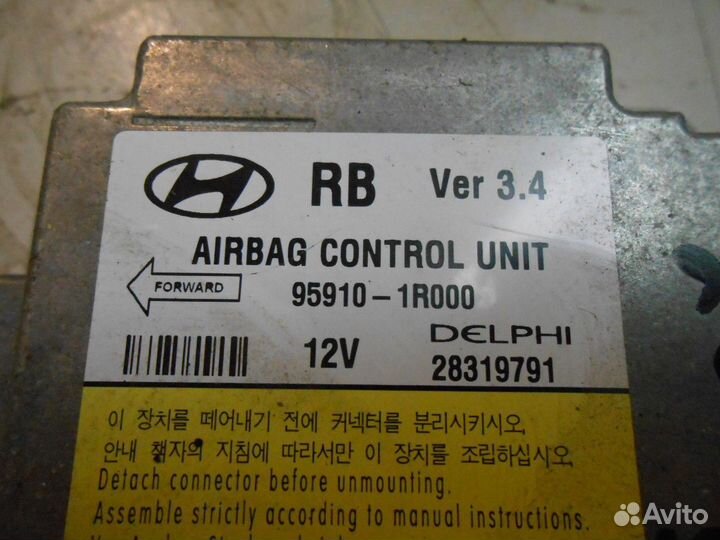 RB Ver 3.4
AIRBAG CONTROL UNIT
FORWARD
95910-1R000
12V
DELPHI
28319791
이 장치를 떼어내기 전에 커넥터를 분리시키시오.
안내 책자의 지침에 따라서만 이 장치를 조립하십시오.
Detach connector before unmounting.
Assemble strictly according to manual instructions.
Avito